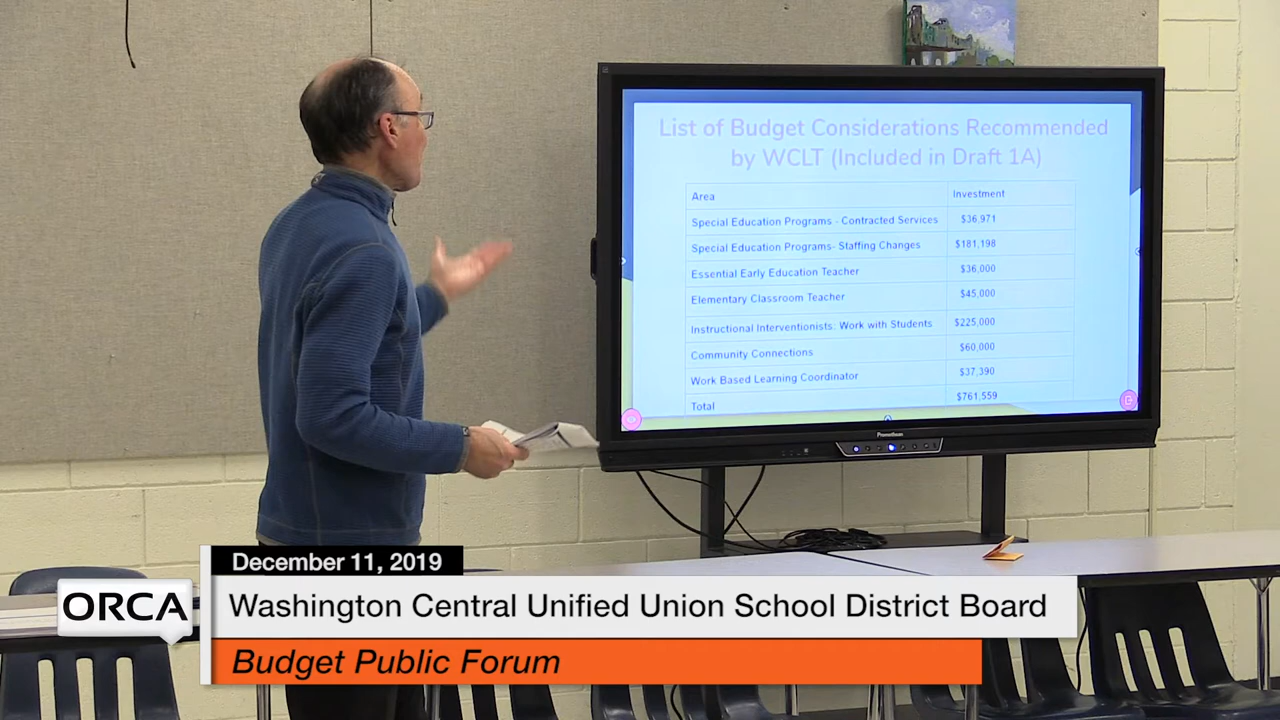 List of Budget Considerations Recommended
by WCLT (Included in Draft 1A)
Area Investment
Special Education Programs - Contracted Services $36,971
Special Education Programs- Staffing Changes $181,198
Essential Early Education Teacher $36,000
Elementary Classroom Teacher $45,000
Instructional Interventionists: Work with Students $225,000
Community Connections $60,000
Work Based Learning Coordinator $37,390
Total $761,559
Promethean
December 11, 2019
ORCA
Washington Central Unified Union School District Board
Budget Public Forum